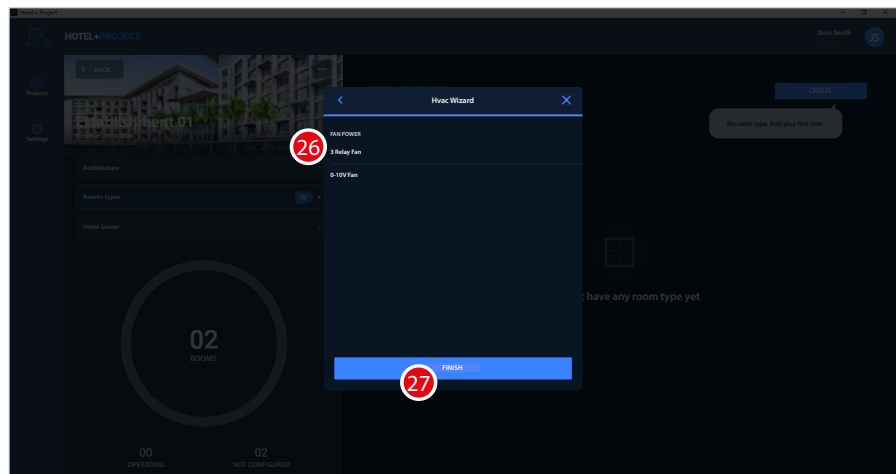 Hotel + Project
HOTEL+PROJECT
Jhon Smith
JS
BACK
Projects
Settings
Establishment 01
Architecture
Rooms types
Hotel Server
02
ROOMS
00
OPERATING
02
NOT CONFIGURED
Hvac Wizard
FAN POWER
26
3 Relay Fan
0-10V Fan
FINISH
27
CREATE
No room type. Add your first now!
t have any room type yet